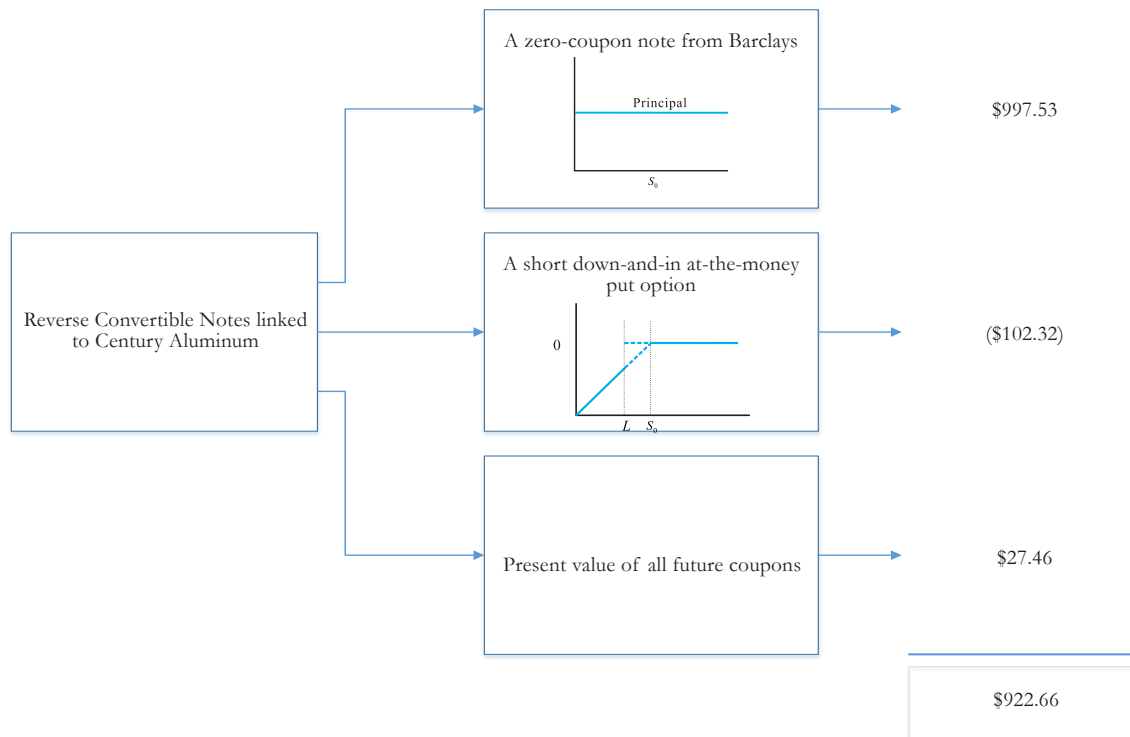 A zero-coupon note from Barclays
Principal
S₀
$997.53
Reverse Convertible Notes linked
to Century Aluminum
A short down-and-in at-the-money
put option
0
L S₀
($102.32)
Present value of all future coupons
$27.46
$922.66